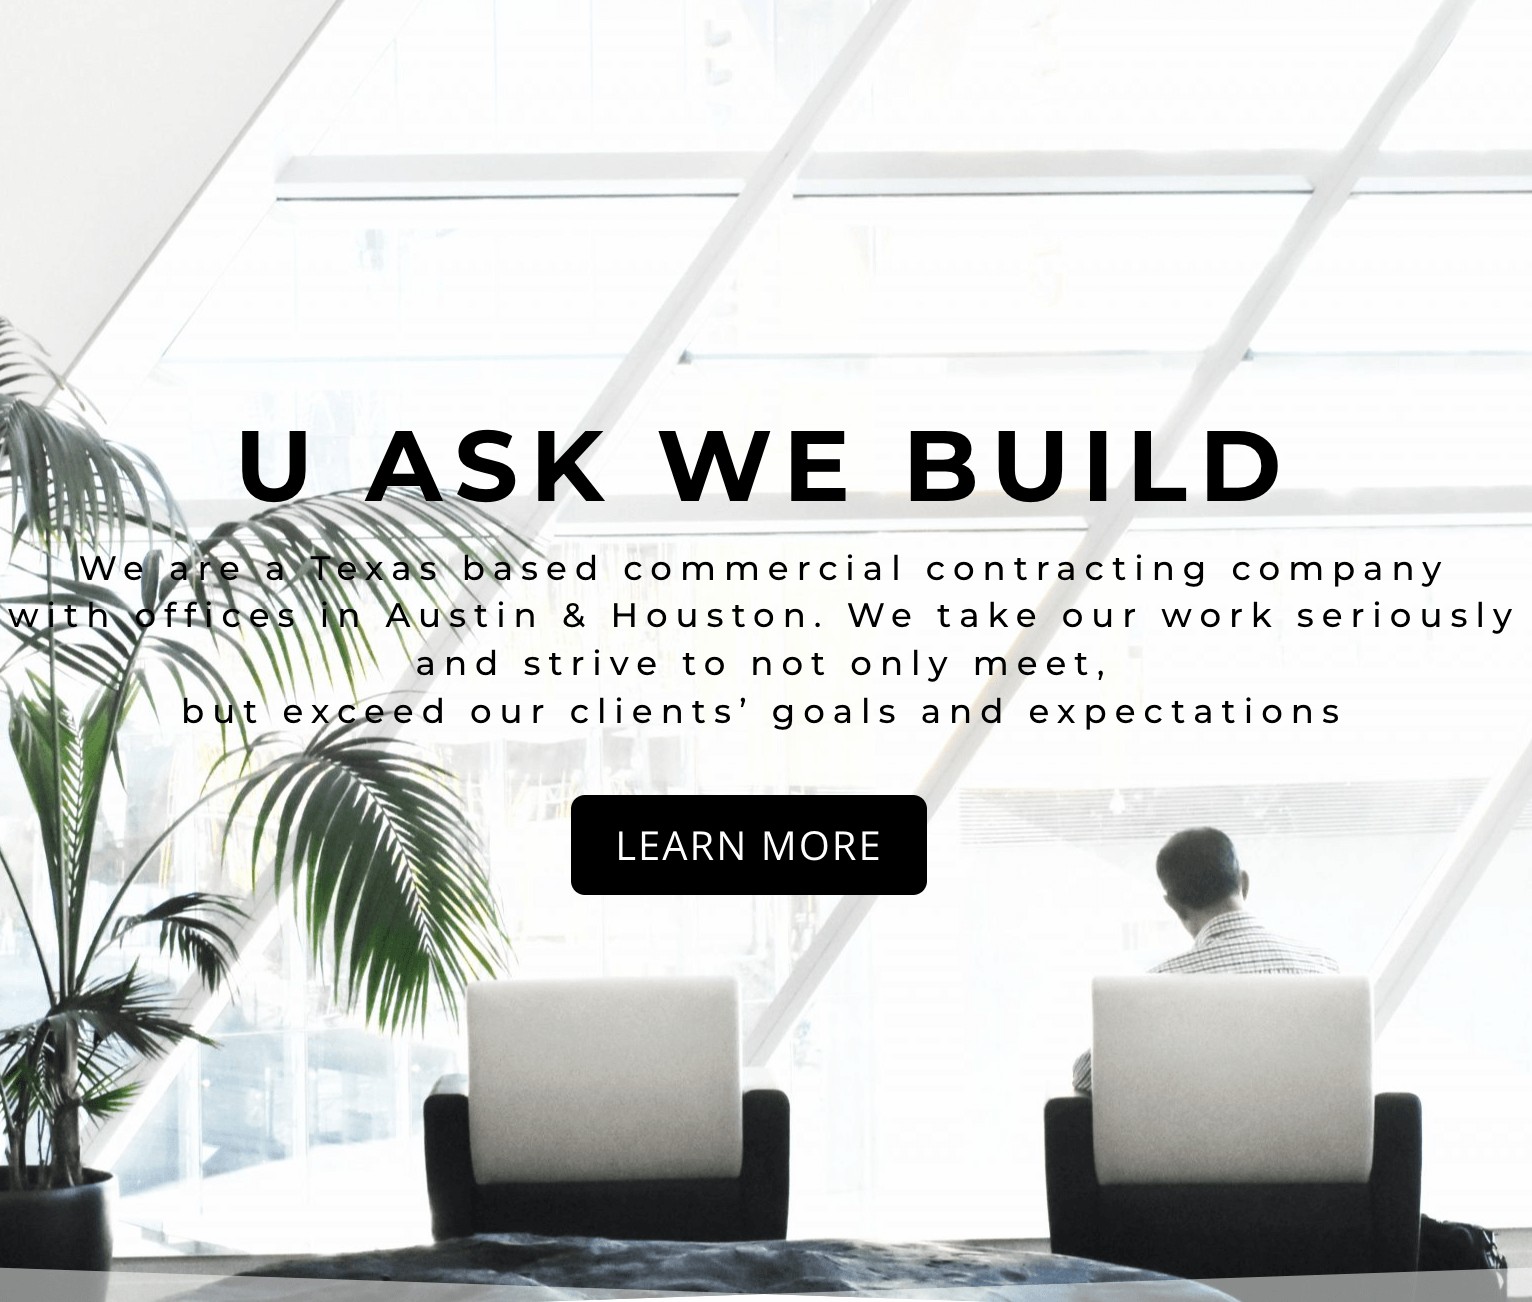 U ASK WE BUILD
We are a Texas based commercial contracting company
with offices in Austin & Houston. We take our work seriously
and strive to not only meet,
but exceed our clients’ goals and expectations
LEARN MORE